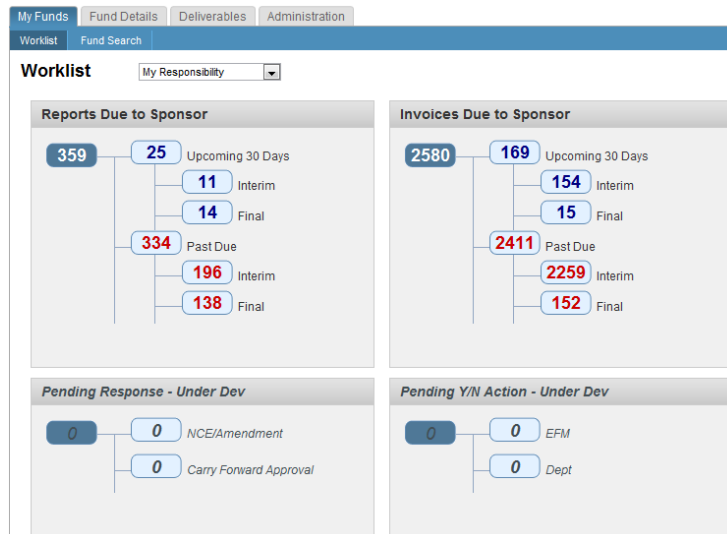 My Funds Fund Details Deliverables Administration
Worklist Fund Search
Worklist My Responsibility
Reports Due to Sponsor
359 25 Upcoming 30 Days
11 Interim
14 Final
334 Past Due
196 Interim
138 Final
Invoices Due to Sponsor
2580 169 Upcoming 30 Days
154 Interim
15 Final
2411 Past Due
2259 Interim
152 Final
Pending Response - Under Dev
0 0 NCE/Amendment
0 Carry Forward Approval
Pending Y/N Action - Under Dev
0 0 EFM
0 Dept